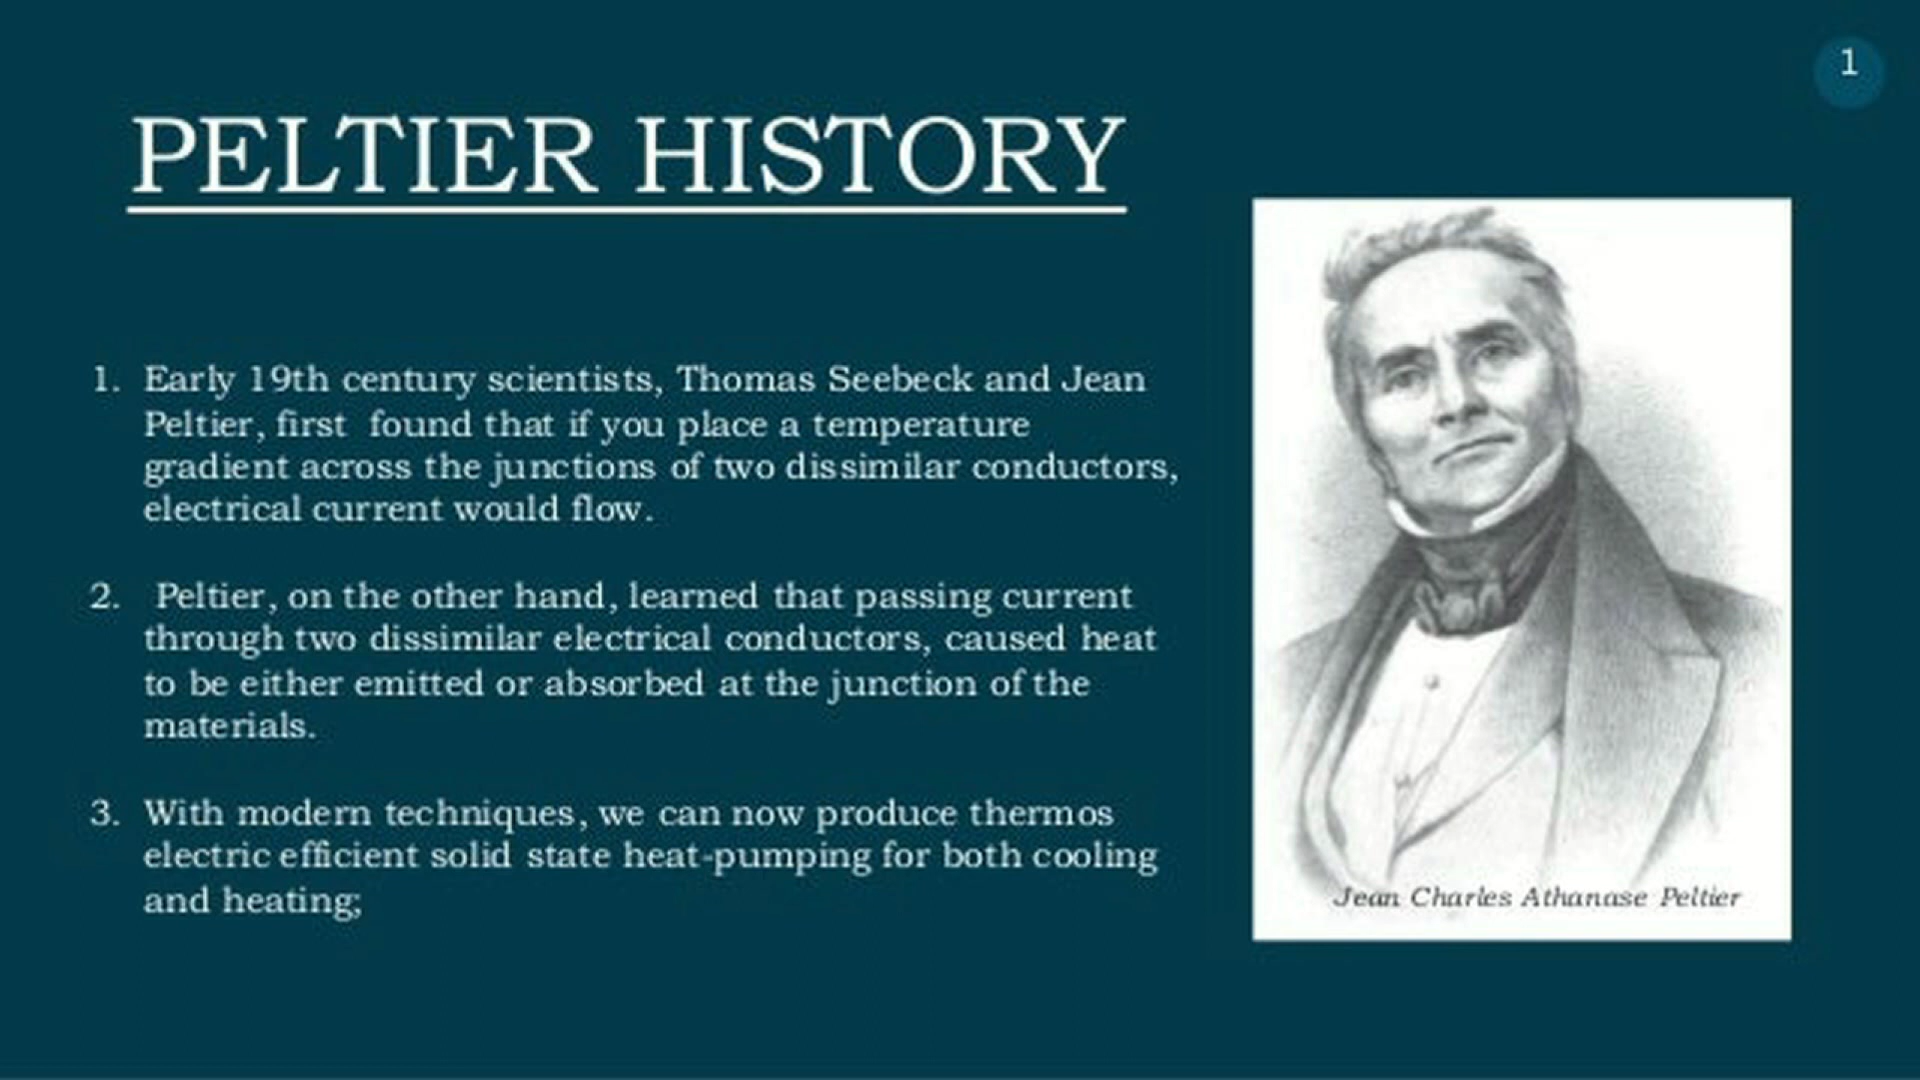 1
PELTIER HISTORY
1. Early 19th century scientists, Thomas Seebeck and Jean
Peltier, first found that if you place a temperature
gradient across the junctions of two dissimilar conductors,
electrical current would flow.
2. Peltier, on the other hand, learned that passing current
through two dissimilar electrical conductors, caused heat
to be either emitted or absorbed at the junction of the
materials.
3. With modern techniques, we can now produce thermos
electric efficient solid state heat-pumping for both cooling
and heating;
Jean Charles Athanase Peltier